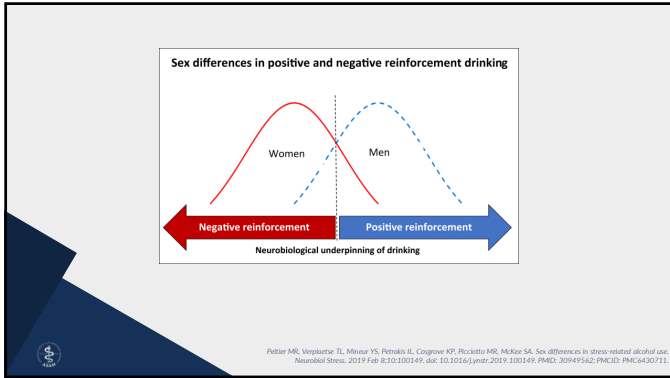 Sex differences in positive and negative reinforcement drinking
Women
Men
Negative reinforcement
Positive reinforcement
Neurobiological underpinning of drinking
ASAM
Peltier MR, Verplaetse TL, Mineur YS, Petrakis IL, Cosgrove KP, Picciotto MR, McKee SA. Sex differences in stress-related alcohol use.
Neurobiol Stress. 2019 Feb 8;10:100149. doi: 10.1016/j.ynstr.2019.100149. PMID: 30949562; PMCID: PMC6430711.